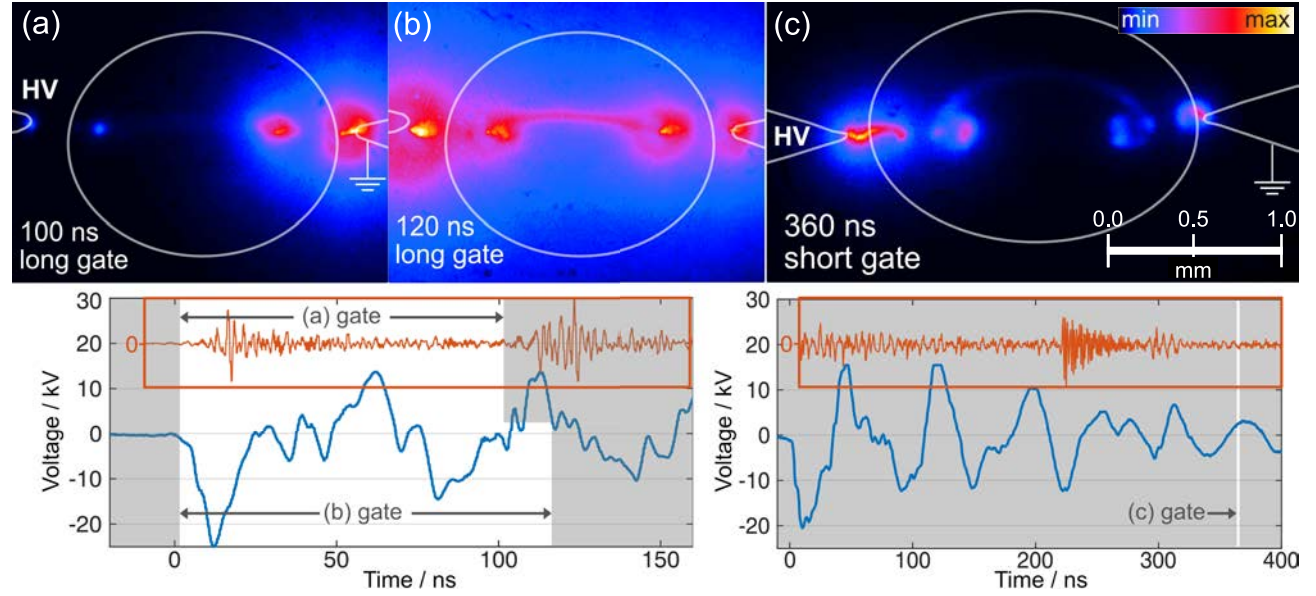 (a)
HV
100 ns
long gate
(b)
120 ns
long gate
(c)
min max
HV
360 ns
short gate
0.0 0.5 1.0
mm
30
20
10
0
-10
-20
Voltage / kV
0
(a) gate
(b) gate
0 50 100 150
Time / ns
30
20
10
0
-10
-20
Voltage / kV
0
(c) gate
0 100 200 300 400
Time / ns